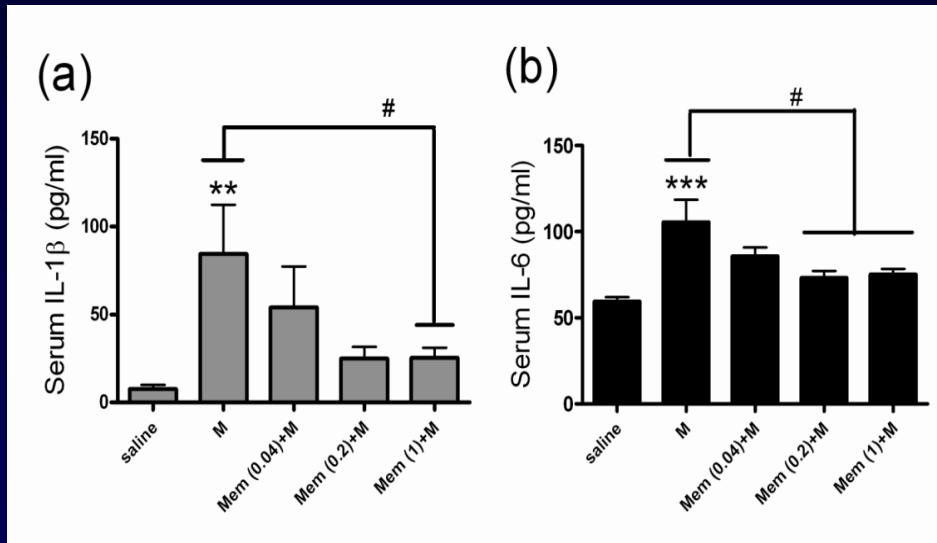 (a)
#
150
100
50
0
Serum IL-1β (pg/ml)
**
saline
M
Mem (0.04)+M
Mem (0.2)+M
Mem (1)+M
(b)
#
150
100
50
0
Serum IL-6 (pg/ml)
***
saline
M
Mem (0.04)+M
Mem (0.2)+M
Mem (1)+M